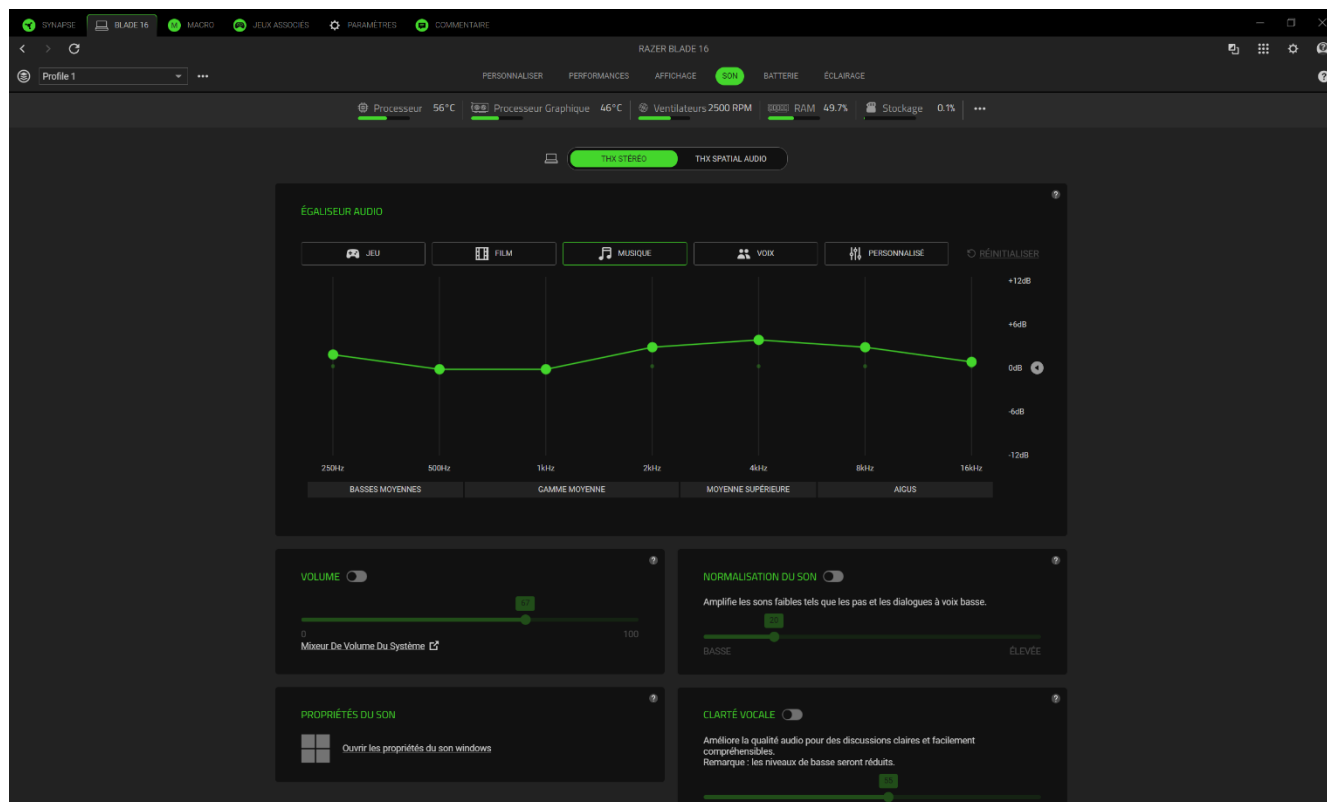 SYNAPSE BLADE 16 MACRO JEUX ASSOCIÉS PARAMÈTRES COMMENTAIRE
RAZER BLADE 16
Profile 1 PERSONNALISER PERFORMANCES AFFICHAGE SON BATTERIE ÉCLAIRAGE
Processeur 56°C Processeur Graphique 46°C Ventilateurs 2500 RPM RAM 49.7% Stockage 0.1%
THX STÉRÉO THX SPATIAL AUDIO
ÉGALISEUR AUDIO
JEU FILM MUSIQUE VOIX PERSONNALISÉ RÉINITIALISER
+12dB
+6dB
0dB
-6dB
-12dB
250Hz 500Hz 1kHz 2kHz 4kHz 8kHz 16kHz
BASSES MOYENNES GAMME MOYENNE MOYENNE SUPÉRIEURE AIGUS
VOLUME
67
0 100
Mixeur De Volume Du Système
NORMALISATION DU SON
Amplifie les sons faibles tels que les pas et les dialogues à voix basse.
20
BASSE ÉLEVÉE
PROPRIÉTÉS DU SON
Ouvrir les propriétés du son windows
CLARTÉ VOCALE
Améliore la qualité audio pour des discussions claires et facilement
compréhensibles.
Remarque : les niveaux de basse seront réduits.
55